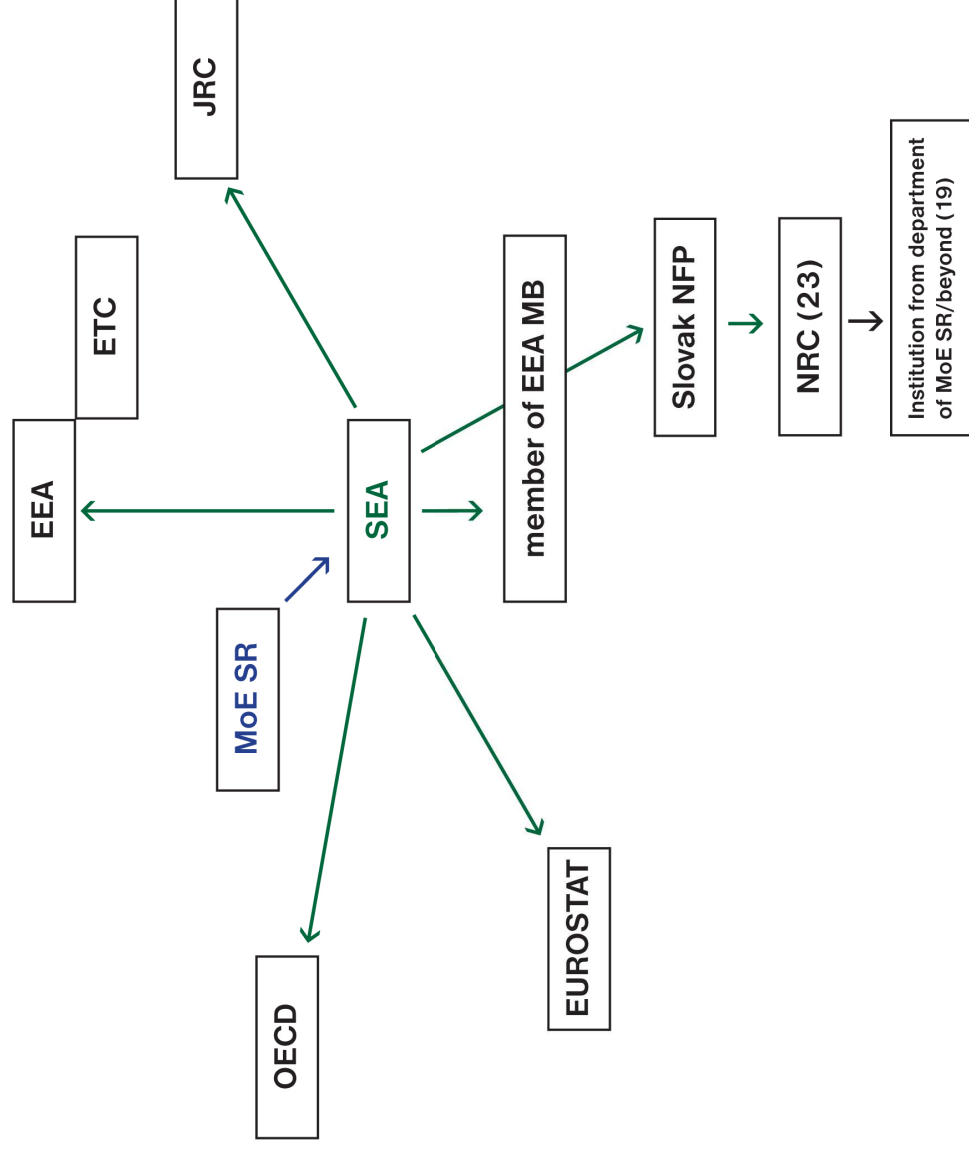 OECD
EUROSTAT
MoE SR
EEA
SEA
member of EEA MB
ETC
JRC
Slovak NFP
NRC (23)
Institution from department
of MoE SR/beyond (19)